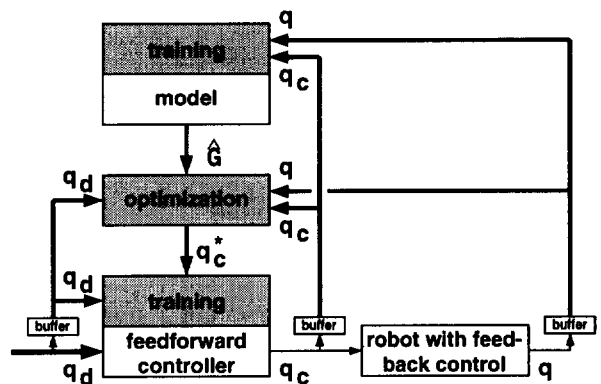 q
training
q_c
model
Ĝ
q
q_d
optimization
q_c
q_c^*
q_d
training
buffer
buffer
buffer
feedforward
controller
robot with feed-
back control
q_d
q_c
q